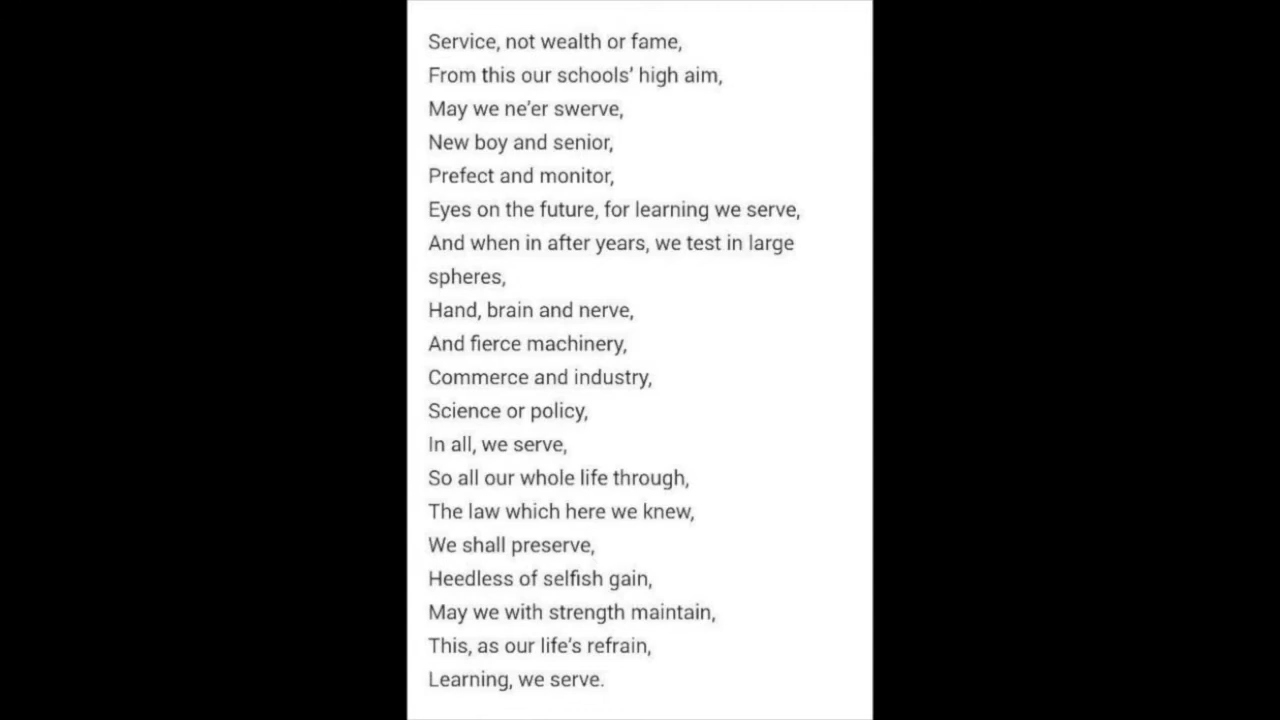 Service, not wealth or fame,
From this our schools' high aim,
May we ne'er swerve,
New boy and senior,
Prefect and monitor,
Eyes on the future, for learning we serve,
And when in after years, we test in large
spheres,
Hand, brain and nerve,
And fierce machinery,
Commerce and industry,
Science or policy,
In all, we serve,
So all our whole life through,
The law which here we knew,
We shall preserve,
Heedless of selfish gain,
May we with strength maintain,
This, as our life's refrain,
Learning, we serve.